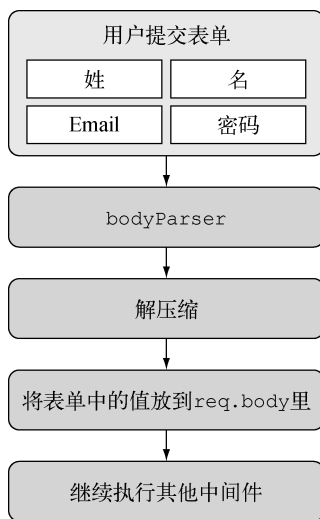 用户提交表单
姓 名
Email 密码
bodyParser
解压缩
将表单中的值放到req.body里
继续执行其他中间件